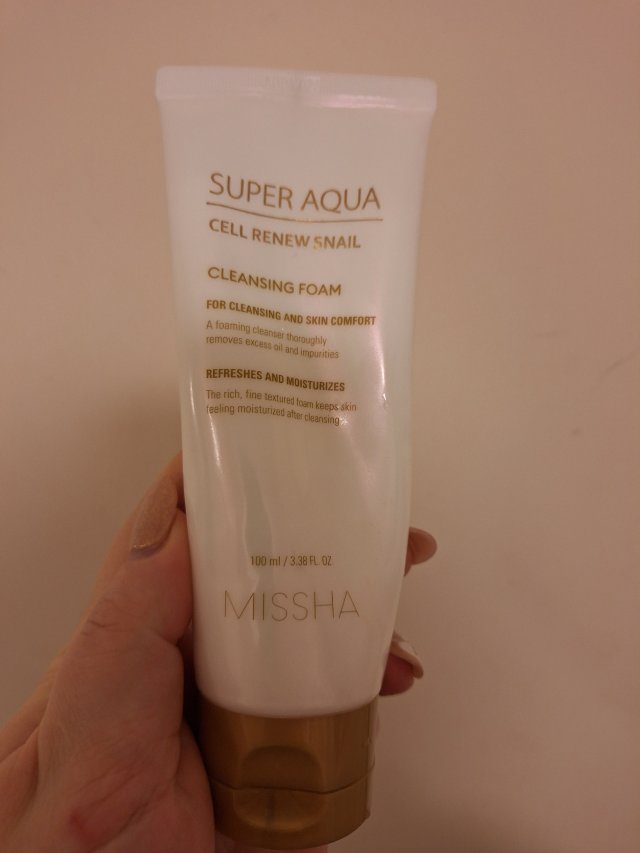 SUPER AQUA
CELL RENEW SNAIL
CLEANSING FOAM
FOR CLEANSING AND SKIN COMFORT
A foaming cleanser thoroughly
removes excess oil and impurities
REFRESHES AND MOISTURIZES
The rich, fine textured foam keeps skin
feeling moisturized after cleansing.
100 ml / 3.38 FL. OZ.
MISSHA